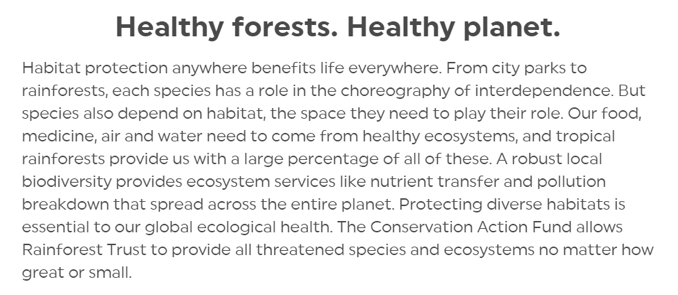 Healthy forests. Healthy planet.
Habitat protection anywhere benefits life everywhere. From city parks to
rainforests, each species has a role in the choreography of interdependence. But
species also depend on habitat, the space they need to play their role. Our food,
medicine, air and water need to come from healthy ecosystems, and tropical
rainforests provide us with a large percentage of all of these. A robust local
biodiversity provides ecosystem services like nutrient transfer and pollution
breakdown that spread across the entire planet. Protecting diverse habitats is
essential to our global ecological health. The Conservation Action Fund allows
Rainforest Trust to provide all threatened species and ecosystems no matter how
great or small.